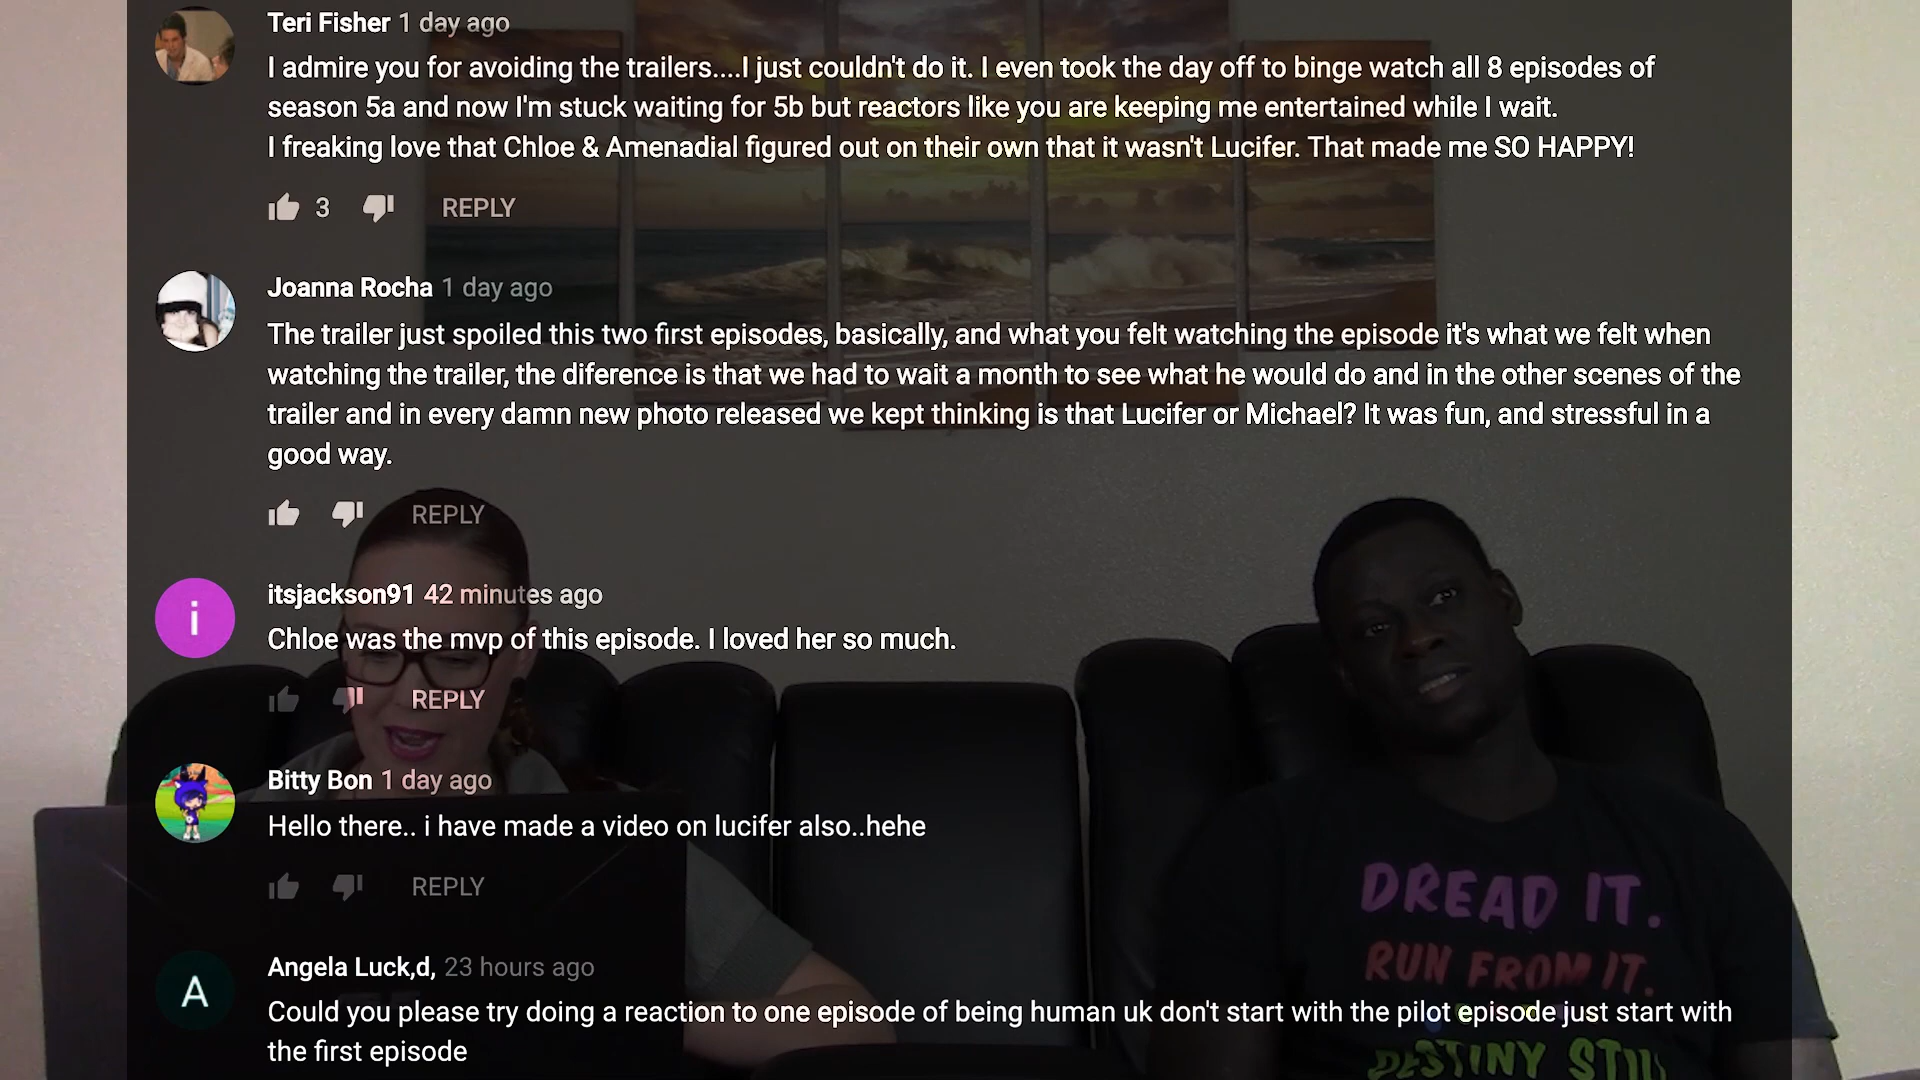 Teri Fisher 1 day ago
I admire you for avoiding the trailers....I just couldn't do it. I even took the day off to binge watch all 8 episodes of
season 5a and now I'm stuck waiting for 5b but reactors like you are keeping me entertained while I wait.
I freaking love that Chloe & Amenadial figured out on their own that it wasn't Lucifer. That made me SO HAPPY!
3 REPLY
Joanna Rocha 1 day ago
The trailer just spoiled this two first episodes, basically, and what you felt watching the episode it's what we felt when
watching the trailer, the diference is that we had to wait a month to see what he would do and in the other scenes of the
trailer and in every damn new photo released we kept thinking is that Lucifer or Michael? It was fun, and stressful in a
good way.
REPLY
i
itsjackson91 42 minutes ago
Chloe was the mvp of this episode. I loved her so much.
REPLY
Bitty Bon 1 day ago
Hello there.. i have made a video on lucifer also..hehe
REPLY
A
Angela Luck,d, 23 hours ago
Could you please try doing a reaction to one episode of being human uk don't start with the pilot episode just start with
the first episode
DREAD IT.
RUN FROM IT.
DESTINY STILL